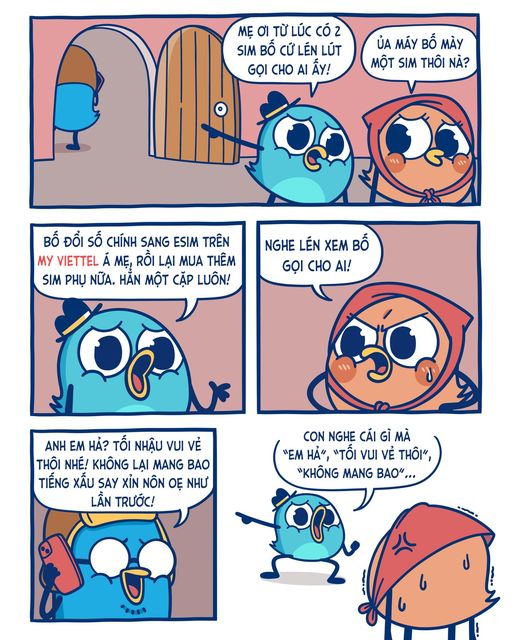 MẸ ƠI TỪ LÚC CÓ 2
SIM BỐ CỨ LÉN LÚT
GỌI CHO AI ẤY!
ỦA MÁY BỐ MÀY
MỘT SIM THÔI NÀ?
BỐ ĐỔI SỐ CHÍNH SANG ESIM TRÊN
MY VIETTEL Á MẸ, RỒI LẠI MUA THÊM
SIM PHỤ NỮA. HẲN MỘT CẶP LUÔN!
NGHE LÉN XEM BỐ
GỌI CHO AI!
ANH EM HẢ? TỐI NHẬU VUI VẺ
THÔI NHÉ! KHÔNG LẠI MANG BAO
TIẾNG XẤU SAY XỈN NÔN OẸ NHƯ
LẦN TRƯỚC!
CON NGHE CÁI GÌ MÀ
"EM HẢ", "TỐI VUI VẺ THÔI",
"KHÔNG MANG BAO"...